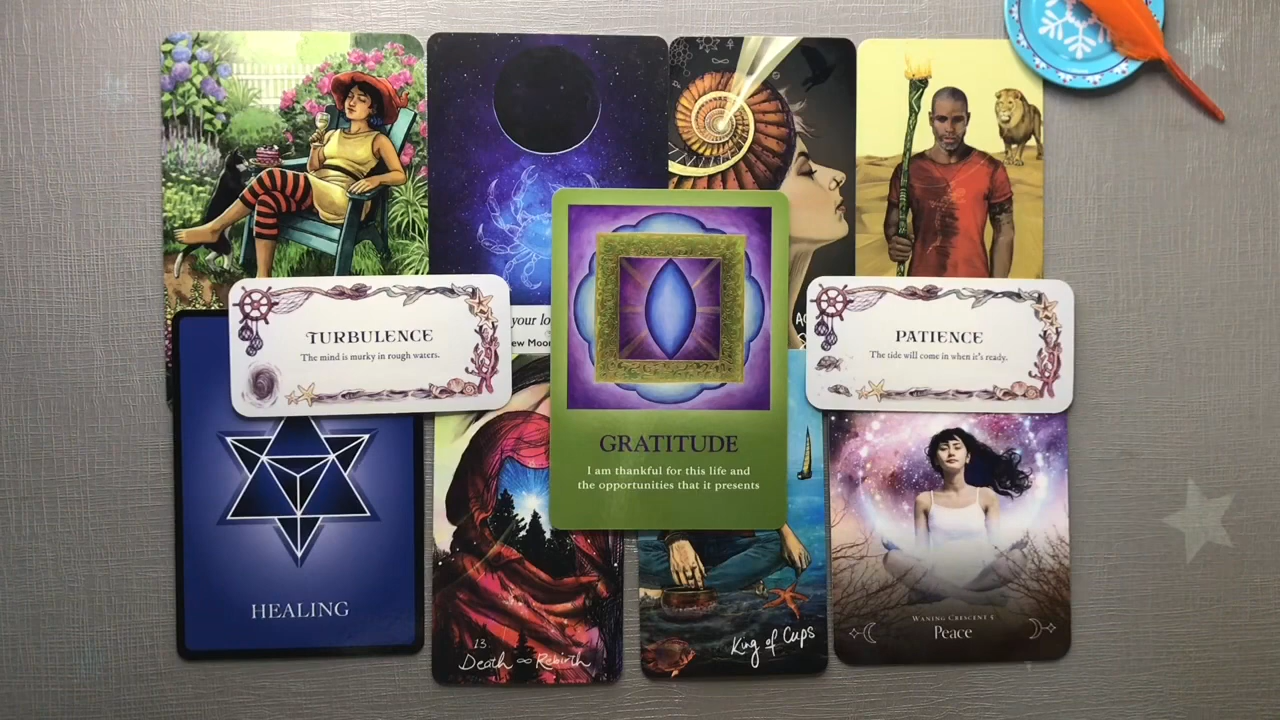 TURBULENCE
The mind is murky in rough waters.
your lo
ew Moon
GRATITUDE
I am thankful for this life and
the opportunities that it presents
PATIENCE
The tide will come in when it's ready.
HEALING
13.
Death ∞ Rebirth
King of Cups
WANING CRESCENT
Peace